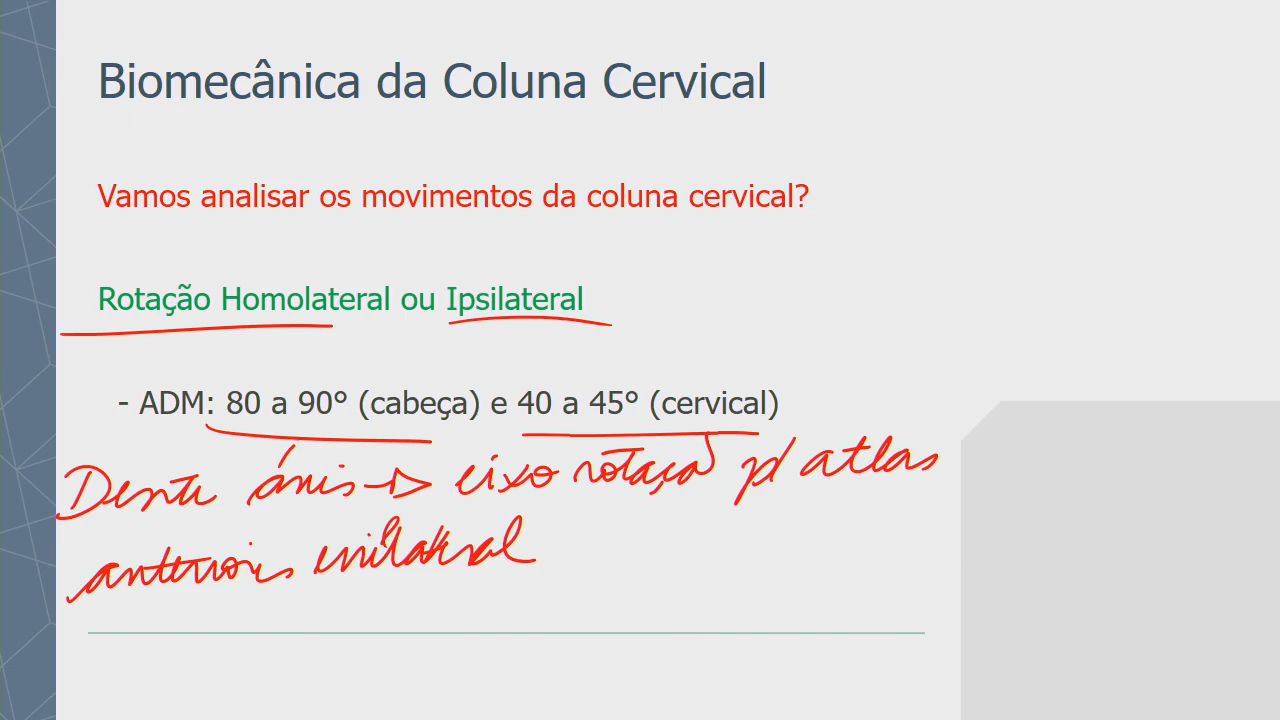 Biomecânica da Coluna Cervical
Vamos analisar os movimentos da coluna cervical?
Rotação Homolateral ou Ipsilateral
- ADM: 80 a 90° (cabeça) e 40 a 45° (cervical)
Dente áxis → eixo rotação p/ atlas
anterior unilateral